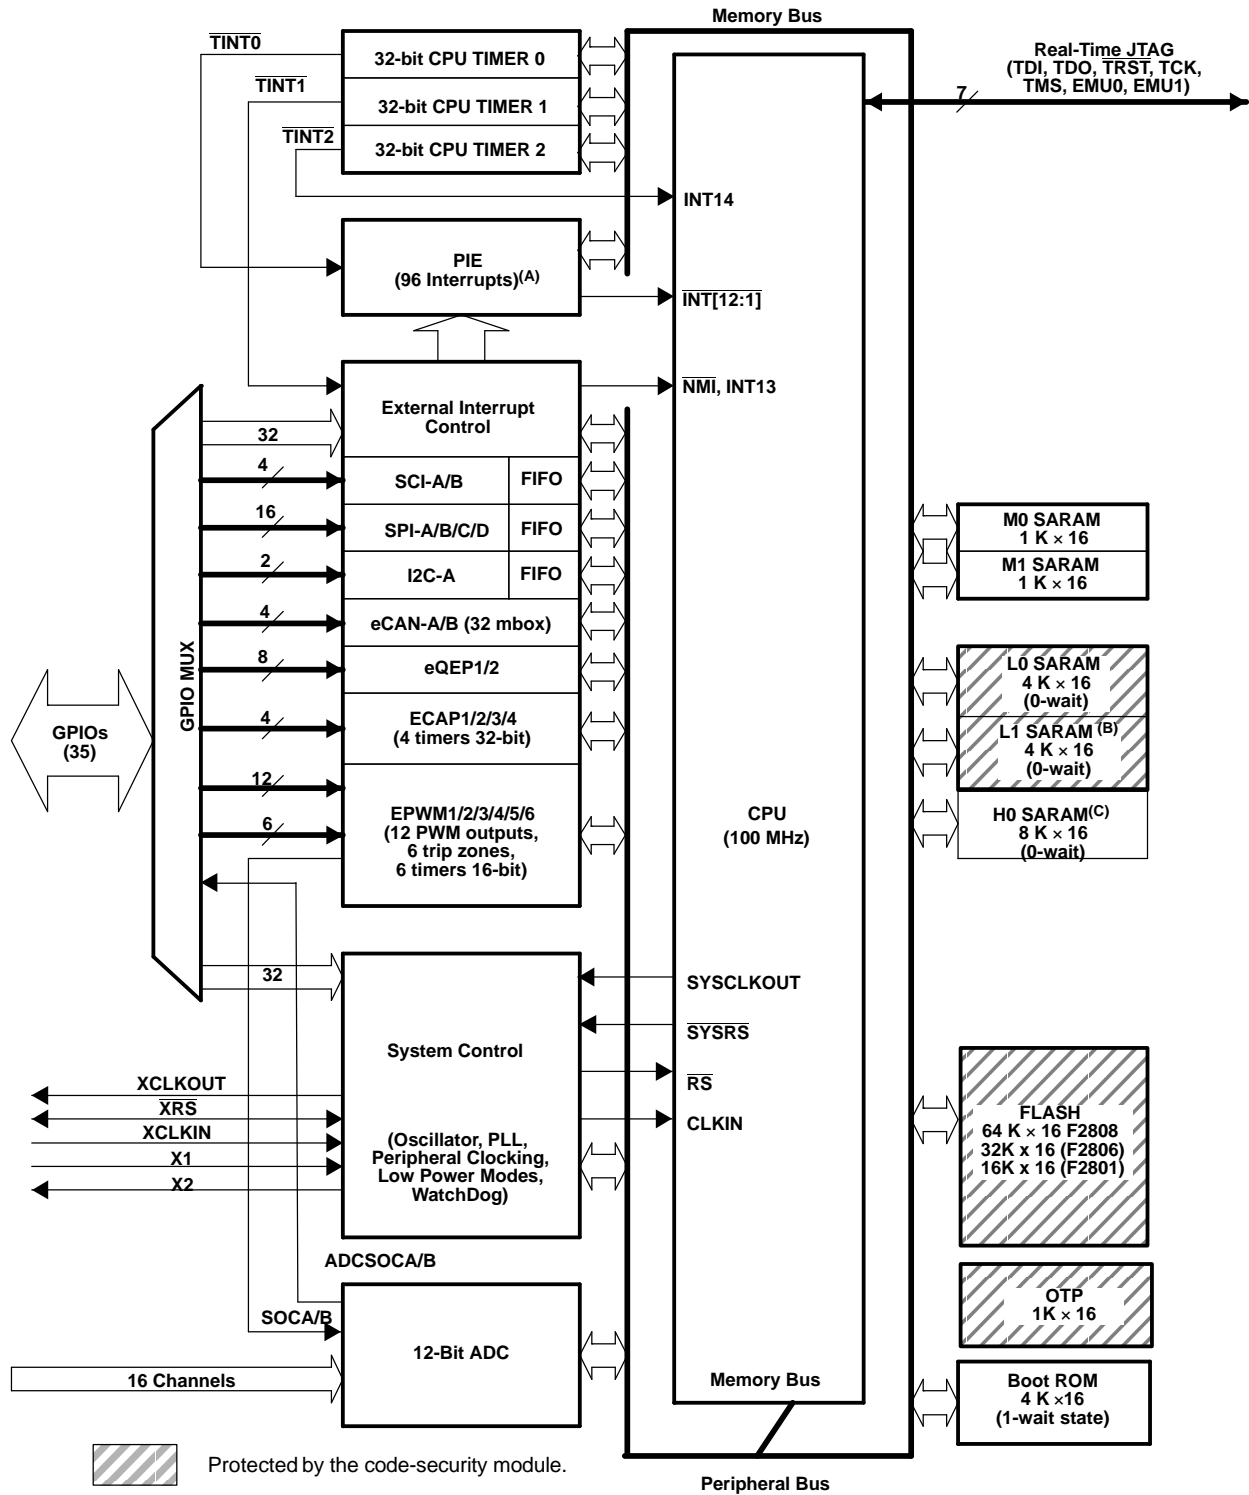 Memory Bus
TINT0
32-bit CPU TIMER 0
Real-Time JTAG
(TDI, TDO, TRST, TCK,
TMS, EMU0, EMU1)
7
TINT1
32-bit CPU TIMER 1
TINT2
32-bit CPU TIMER 2
INT14
PIE
(96 Interrupts)(A)
INT[12:1]
NMI, INT13
External Interrupt
Control
32
4
SCI-A/B
FIFO
16
SPI-A/B/C/D
FIFO
2
I2C-A
FIFO
4
eCAN-A/B (32 mbox)
8
eQEP1/2
4
ECAP1/2/3/4
(4 timers 32-bit)
12
6
EPWM1/2/3/4/5/6
(12 PWM outputs,
6 trip zones,
6 timers 16-bit)
GPIO MUX
GPIOs
(35)
CPU
(100 MHz)
M0 SARAM
1 K × 16
M1 SARAM
1 K × 16
L0 SARAM
4 K × 16
(0-wait)
L1 SARAM (B)
4 K × 16
(0-wait)
H0 SARAM(C)
8 K × 16
(0-wait)
32
SYSCLKOUT
SYSRS
RS
CLKIN
System Control
(Oscillator, PLL,
Peripheral Clocking,
Low Power Modes,
WatchDog)
XCLKOUT
XRS
XCLKIN
X1
X2
FLASH
64 K × 16 F2808
32K x 16 (F2806)
16K x 16 (F2801)
ADCSOCA/B
SOCA/B
12-Bit ADC
16 Channels
OTP
1K × 16
Memory Bus
Boot ROM
4 K ×16
(1-wait state)
Protected by the code-security module.
Peripheral Bus